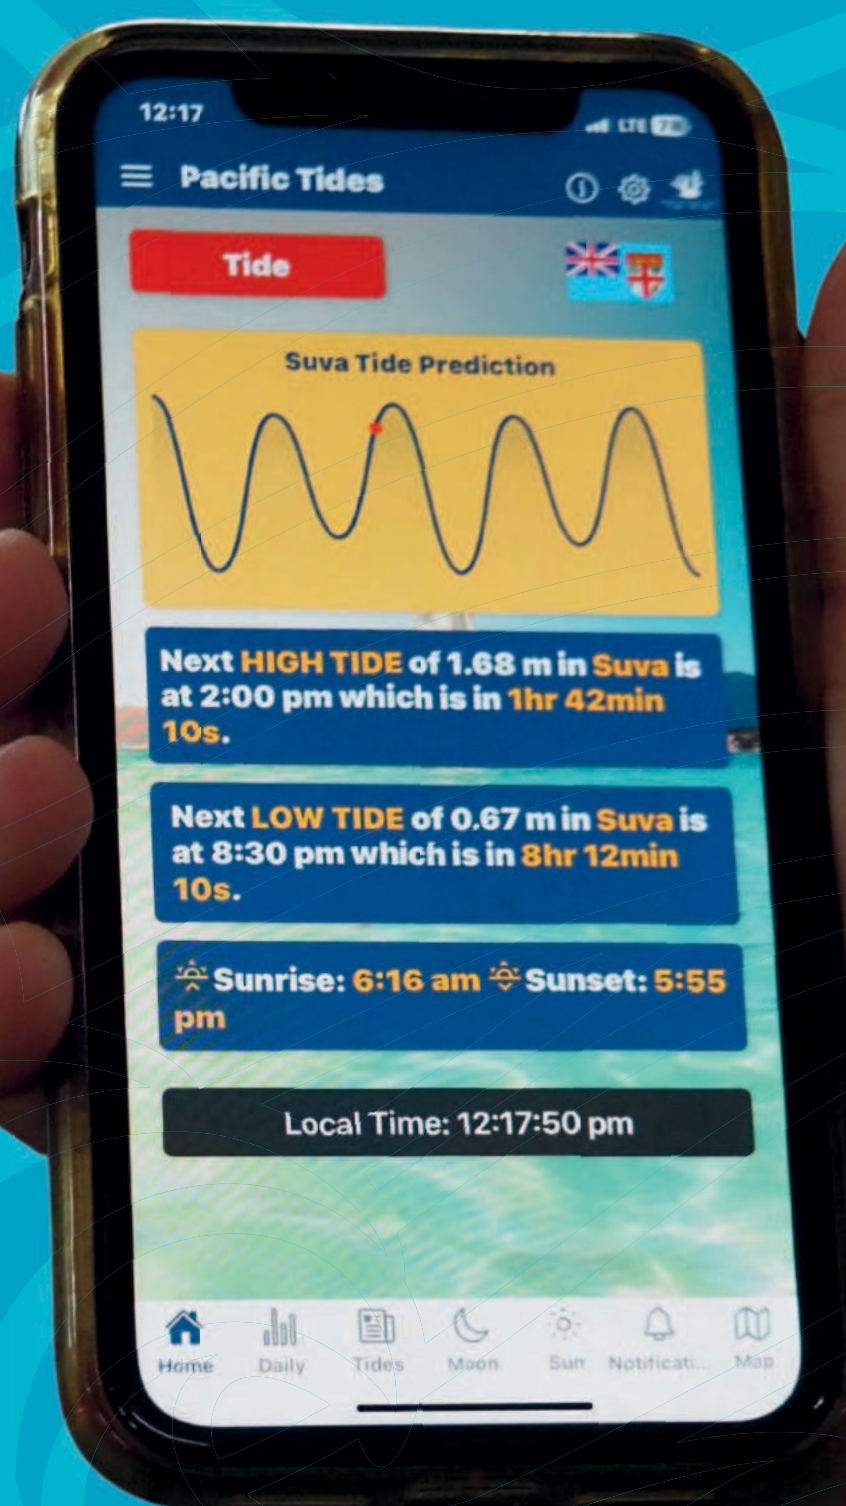 12:17
LTE
Pacific Tides
Tide
Suva Tide Prediction
Next HIGH TIDE of 1.68 m in Suva is
at 2:00 pm which is in 1hr 42min
10s.
Next LOW TIDE of 0.67 m in Suva is
at 8:30 pm which is in 8hr 12min
10s.
Sunrise: 6:16 am Sunset: 5:55
pm
Local Time: 12:17:50 pm
Home Daily Tides Moon Sun Notificati... Map